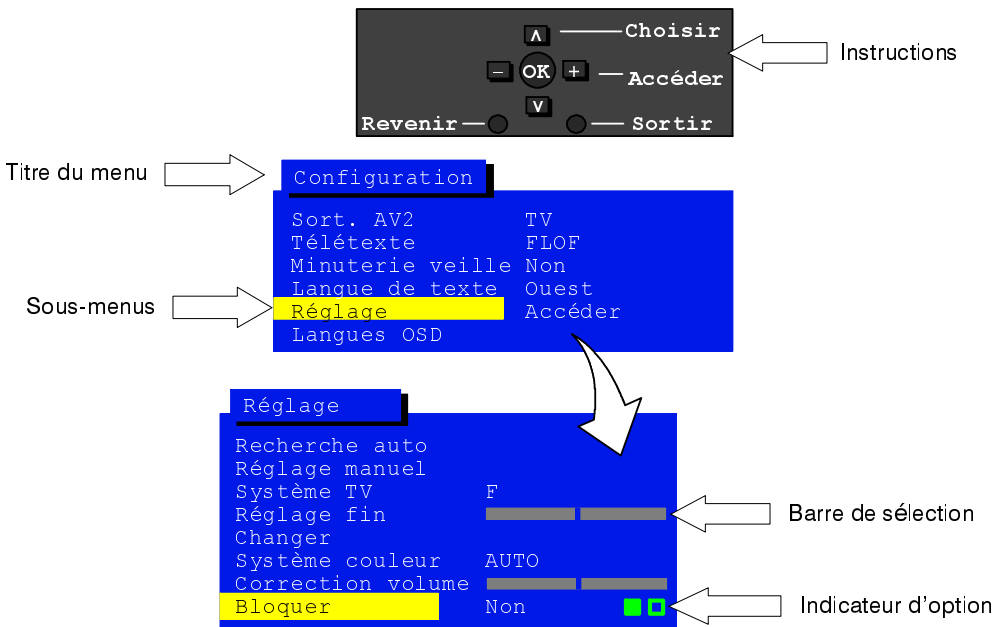 Choisir
Instructions
OK
Accéder
Revenir
Sortir
Titre du menu
Configuration
Sort. AV2 TV
Télétexte FLOF
Minuterie veille Non
Langue de texte Ouest
Sous-menus
Réglage Accéder
Langues OSD
Réglage
Recherche auto
Réglage manuel
Système TV F
Réglage fin
Barre de sélection
Changer
Système couleur AUTO
Correction volume
Bloquer Non
Indicateur d'option